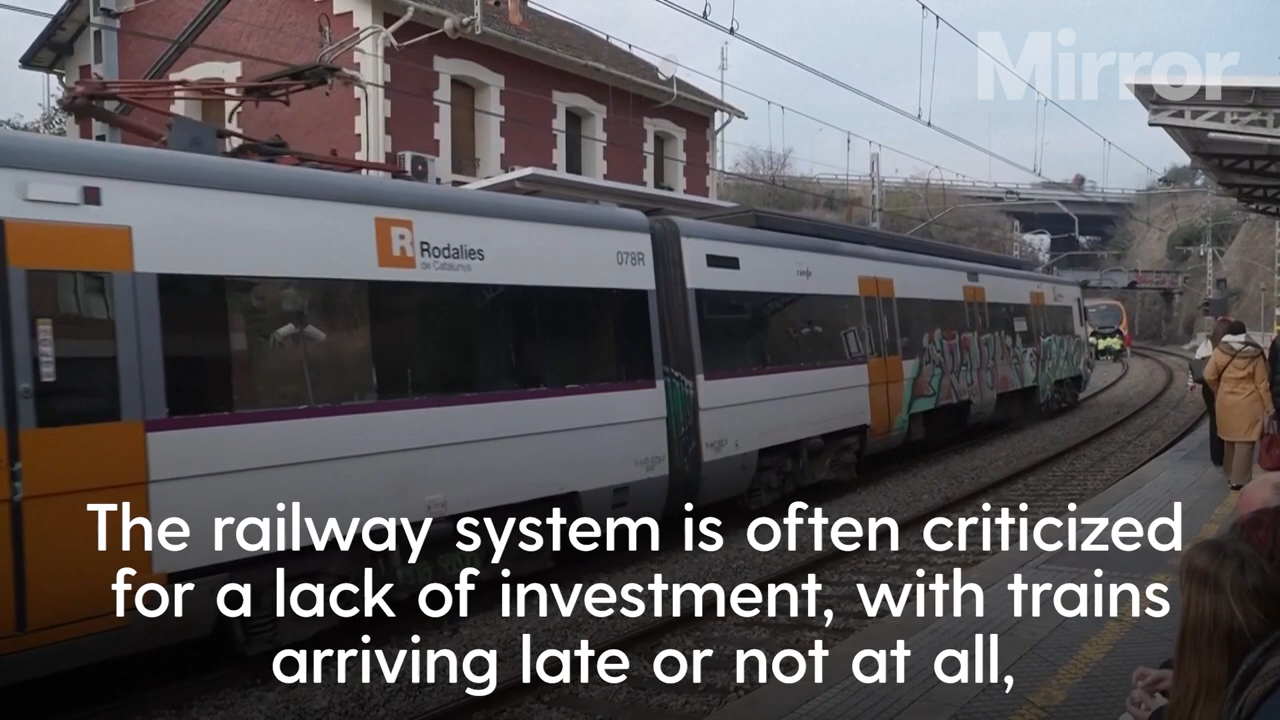 Mirror
R Rodalies
de Catalunya
078R
renfe
The railway system is often criticized
for a lack of investment, with trains
arriving late or not at all,